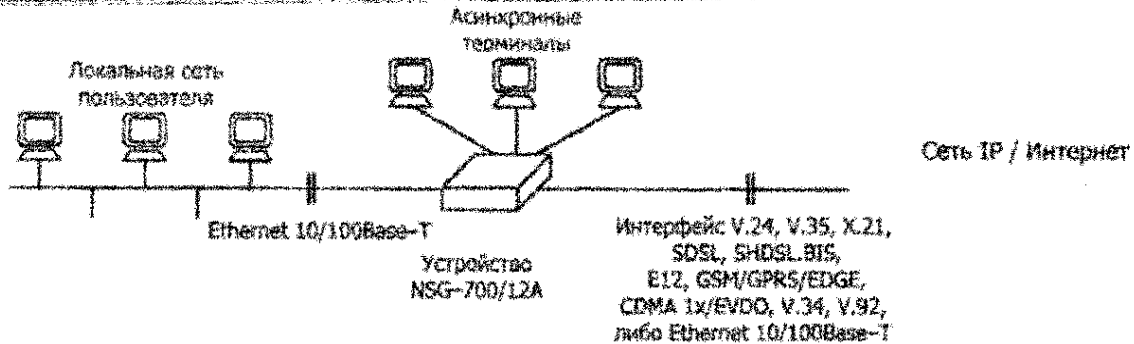 Асинхронные
терминалы
Локальная сеть
пользователя
Сеть IP / Интернет
Ethernet 10/100Base-T
Устройство
NSG-700/12A
Интерфейс V.24, V.35, X.21,
SDSL, SHDSL.BIS,
E12, GSM/GPRS/EDGE,
CDMA 1x/EVDO, V.34, V.92,
либо Ethernet 10/100Base-T